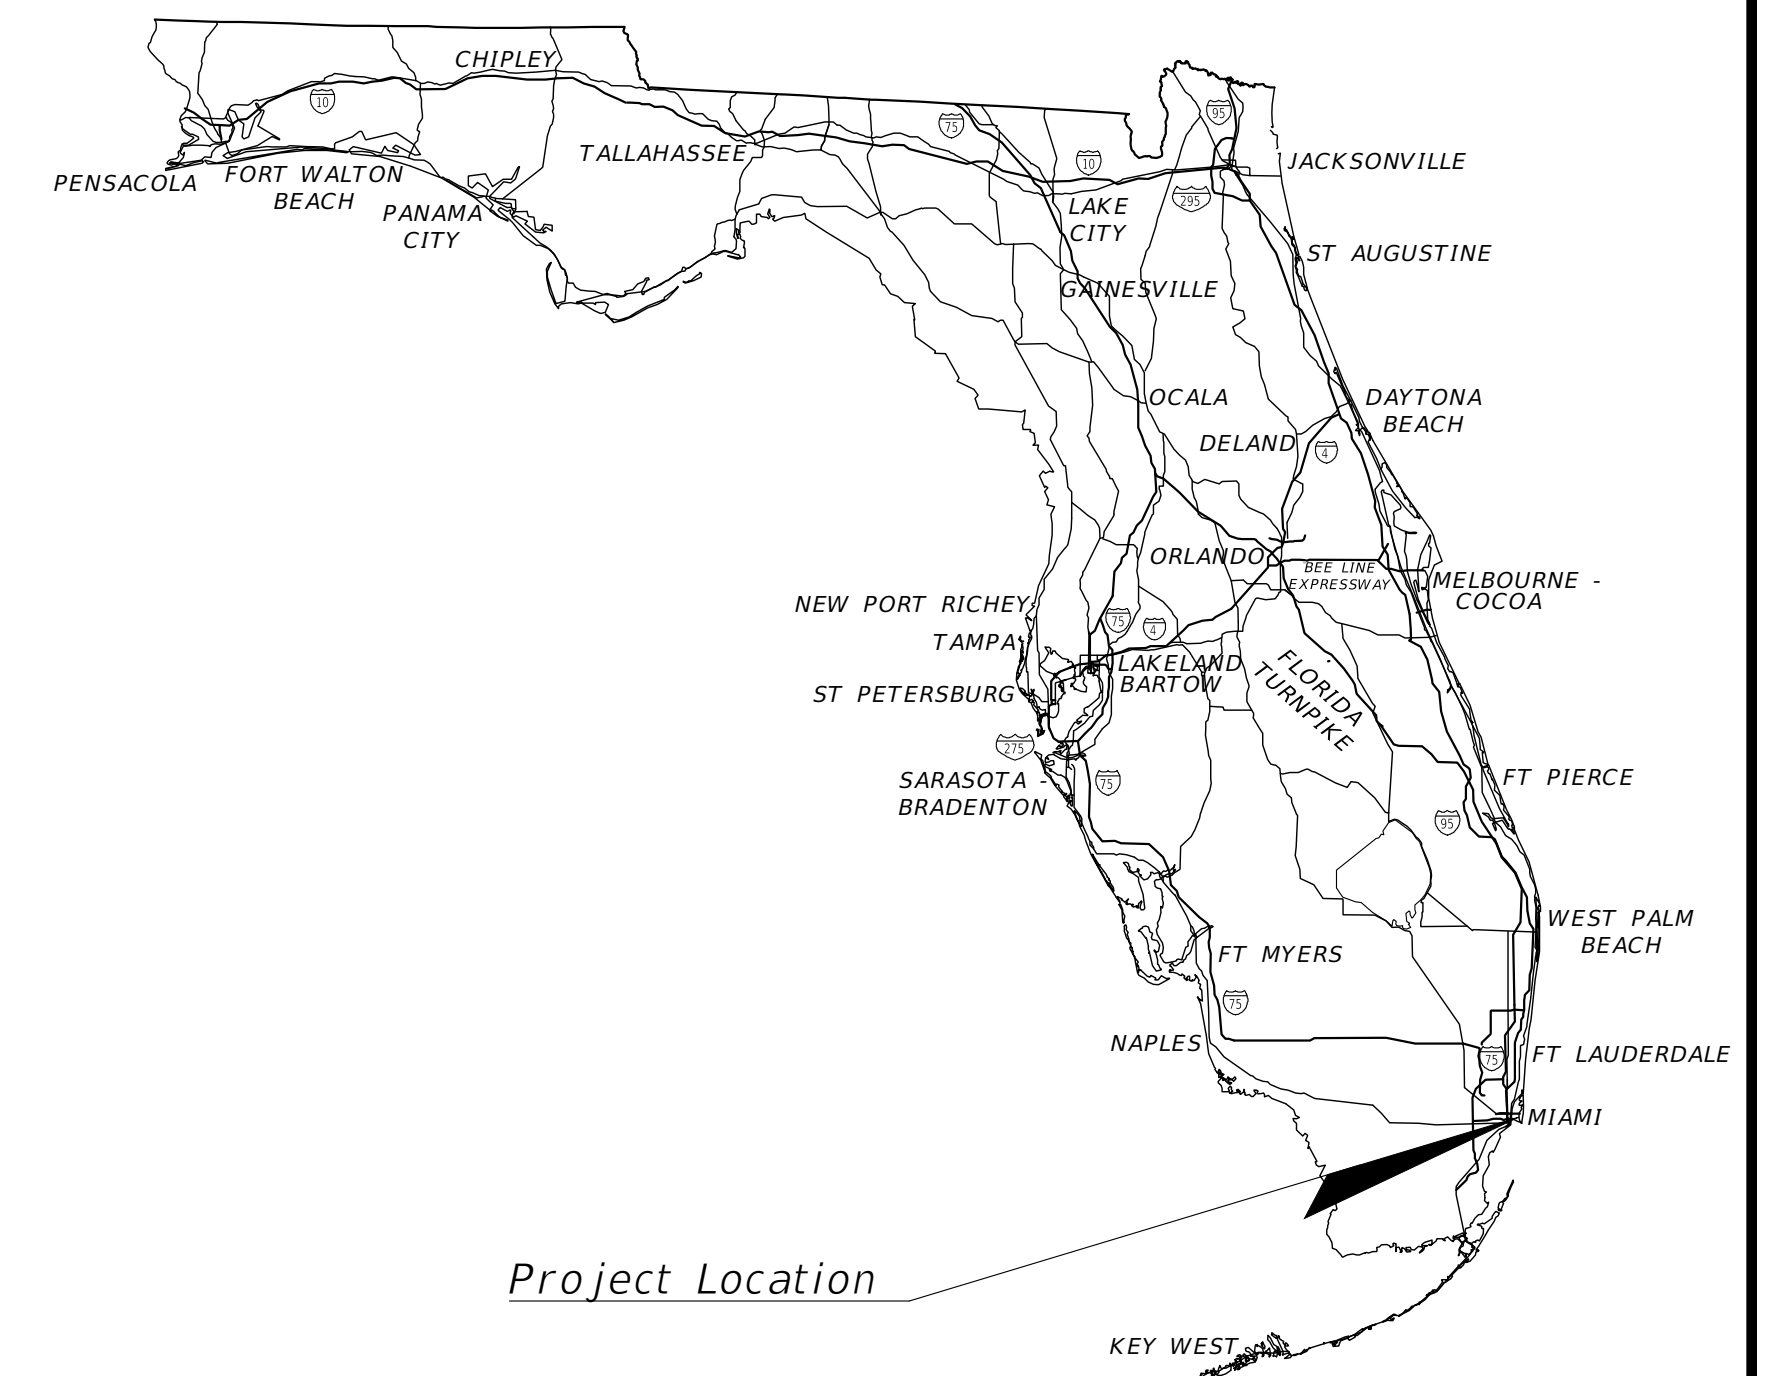 CHIPLEY
10
75
95
TALLAHASSEE
10
JACKSONVILLE
PENSACOLA
FORT WALTON
BEACH
PANAMA
CITY
295
LAKE
CITY
ST AUGUSTINE
GAINESVILLE
OCALA
DAYTONA
BEACH
DELAND
4
ORLANDO
BEE LINE
EXPRESSWAY
MELBOURNE -
COCOA
NEW PORT RICHEY
75
4
TAMPA
LAKELAND
BARTOW
FLORIDA
TURNPIKE
ST PETERSBURG
275
SARASOTA -
BRADENTON
75
FT PIERCE
95
WEST PALM
BEACH
FT MYERS
75
NAPLES
75
FT LAUDERDALE
MIAMI
Project Location
KEY WEST